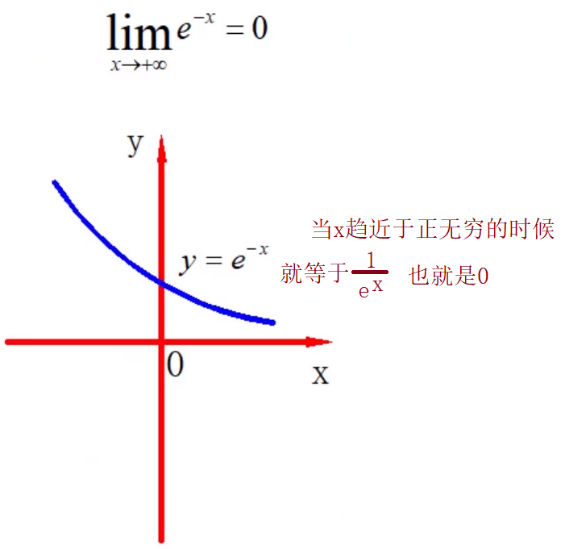 lim e^{-x} = 0
x→+∞
y
当x趋近于正无穷的时候
y = e^{-x}
就等于 1/e^x 也就是0
0
x